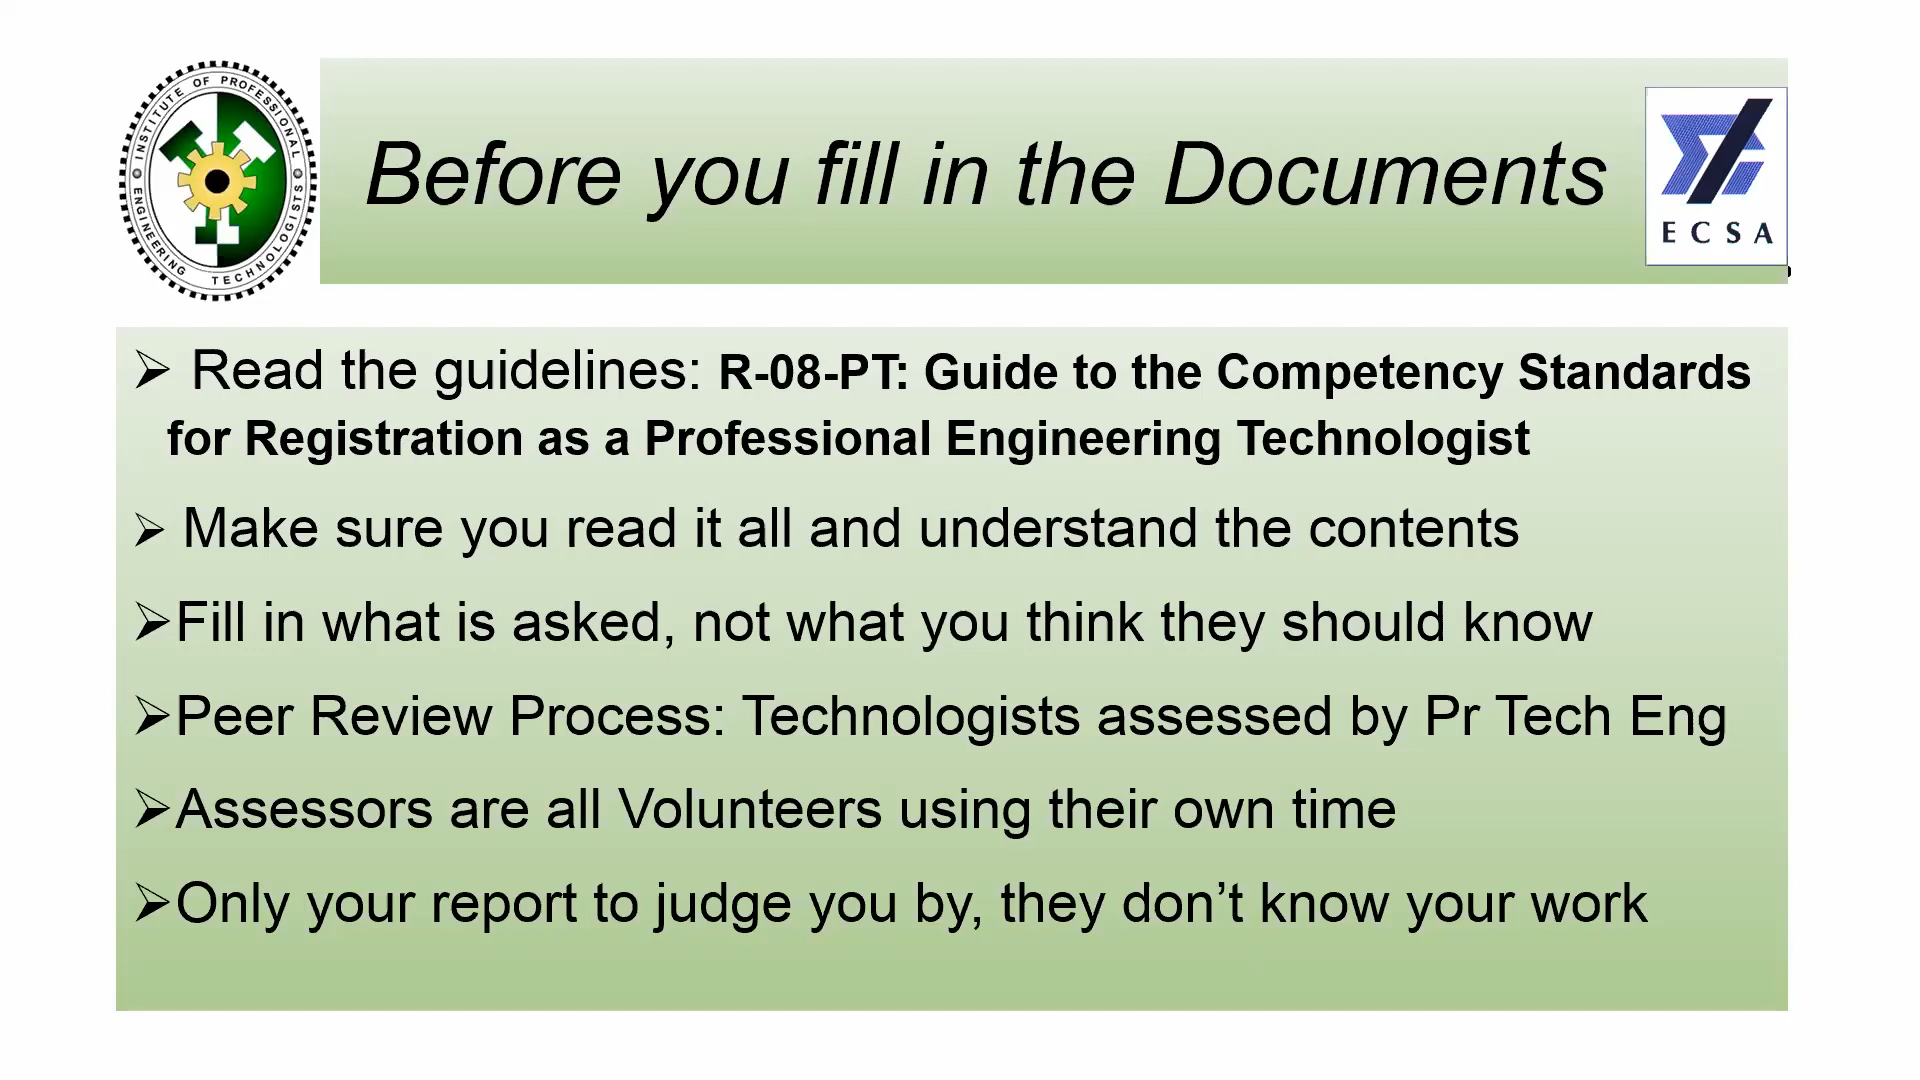 INSTITUTE OF PROFESSIONAL
ENGINEERING TECHNOLOGISTS
Before you fill in the Documents
ECSA
➢ Read the guidelines: R-08-PT: Guide to the Competency Standards
for Registration as a Professional Engineering Technologist
➢ Make sure you read it all and understand the contents
➢Fill in what is asked, not what you think they should know
➢Peer Review Process: Technologists assessed by Pr Tech Eng
➢Assessors are all Volunteers using their own time
➢Only your report to judge you by, they don’t know your work